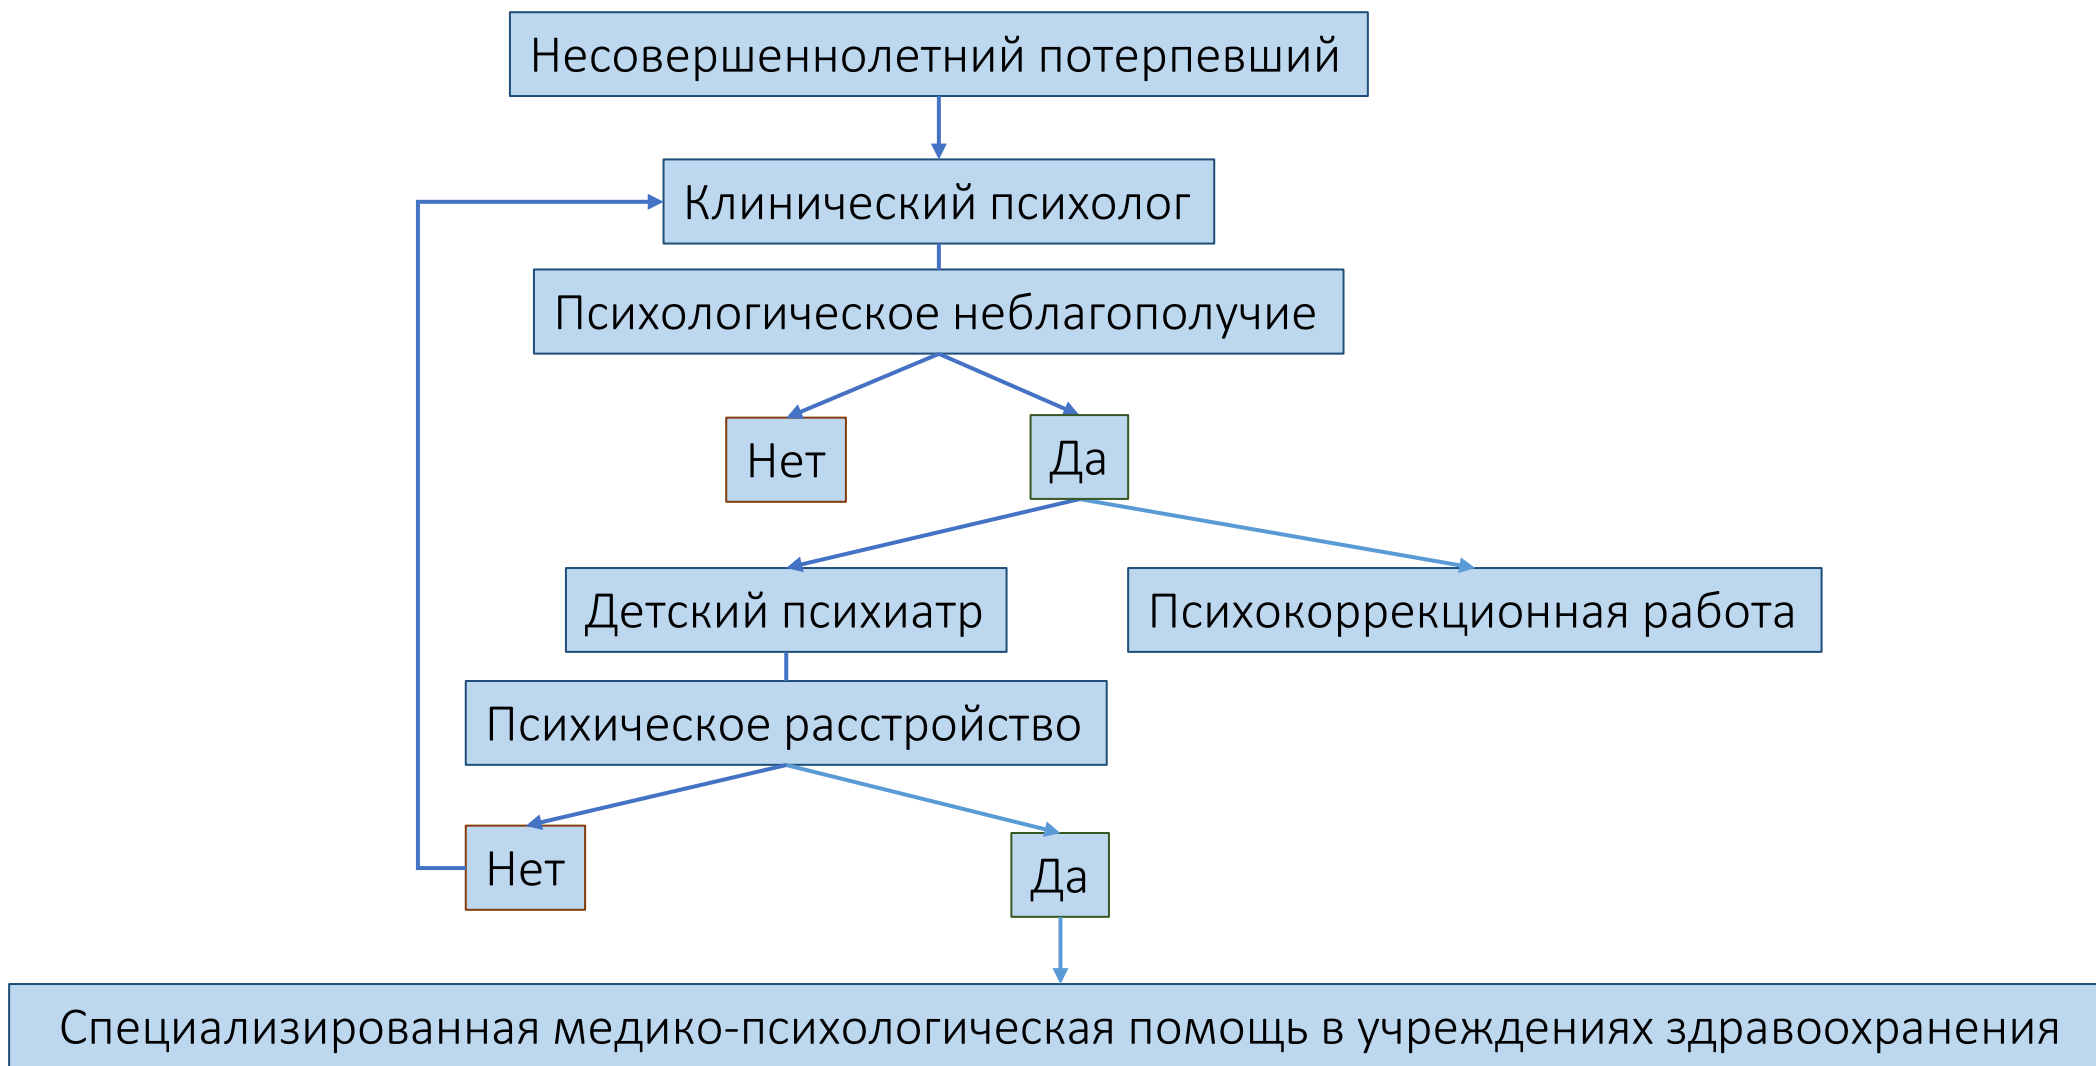 Несовершеннолетний потерпевший
Клинический психолог
Психологическое неблагополучие
Нет
Да
Детский психиатр
Психокоррекционная работа
Психическое расстройство
Нет
Да
Специализированная медико-психологическая помощь в учреждениях здравоохранения